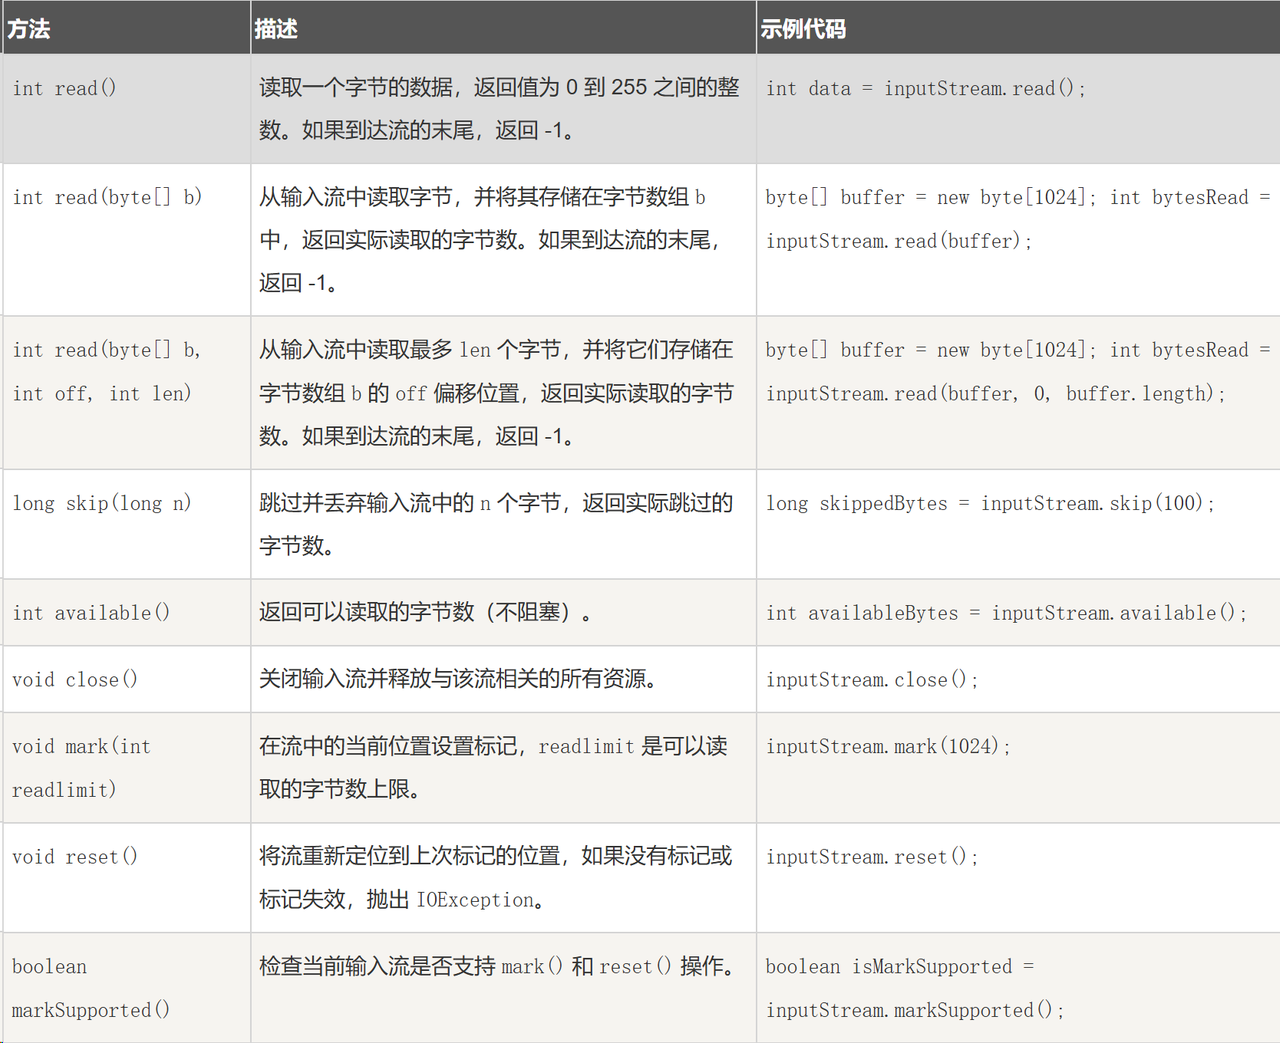 方法 描述 示例代码
int read() 读取一个字节的数据，返回值为 0 到 255 之间的整 int data = inputStream.read();
数。如果到达流的末尾，返回 -1。
int read(byte[] b) 从输入流中读取字节，并将其存储在字节数组 b byte[] buffer = new byte[1024]; int bytesRead =
中，返回实际读取的字节数。如果到达流的末尾， inputStream.read(buffer);
返回 -1。
int read(byte[] b, 从输入流中读取最多 len 个字节，并将它们存储在 byte[] buffer = new byte[1024]; int bytesRead =
int off, int len) 字节数组 b 的 off 偏移位置，返回实际读取的字节 inputStream.read(buffer, 0, buffer.length);
数。如果到达流的末尾，返回 -1。
long skip(long n) 跳过并丢弃输入流中的 n 个字节，返回实际跳过的 long skippedBytes = inputStream.skip(100);
字节数。
int available() 返回可以读取的字节数（不阻塞）。 int availableBytes = inputStream.available();
void close() 关闭输入流并释放与该流相关的所有资源。 inputStream.close();
void mark(int 在流中的当前位置设置标记，readlimit 是可以读 inputStream.mark(1024);
readlimit) 取的字节数上限。
void reset() 将流重新定位到上次标记的位置，如果没有标记或 inputStream.reset();
标记失效，抛出 IOException。
boolean 检查当前输入流是否支持 mark() 和 reset() 操作。 boolean isMarkSupported =
markSupported() inputStream.markSupported();